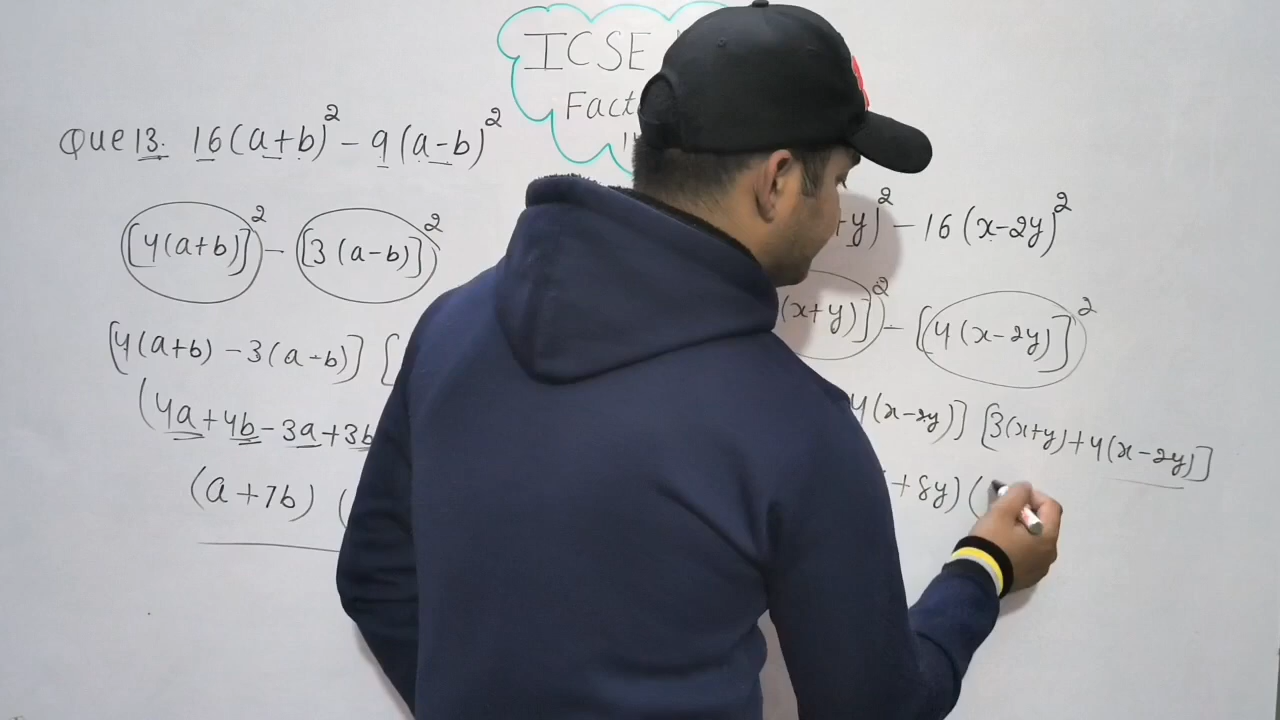 ICSE
Fact
Que 13. 16(a+b)² - 9(a-b)²
[4(a+b)]² - [3(a-b)]²
[4(a+b) - 3(a-b)] [
(4a+4b-3a+3b
(a+7b) (
+y)² - 16(x-2y)²
(x+y)]² - [4(x-2y)]²
4(x-2y)] [3(x+y)+4(x-2y)]
+8y) (